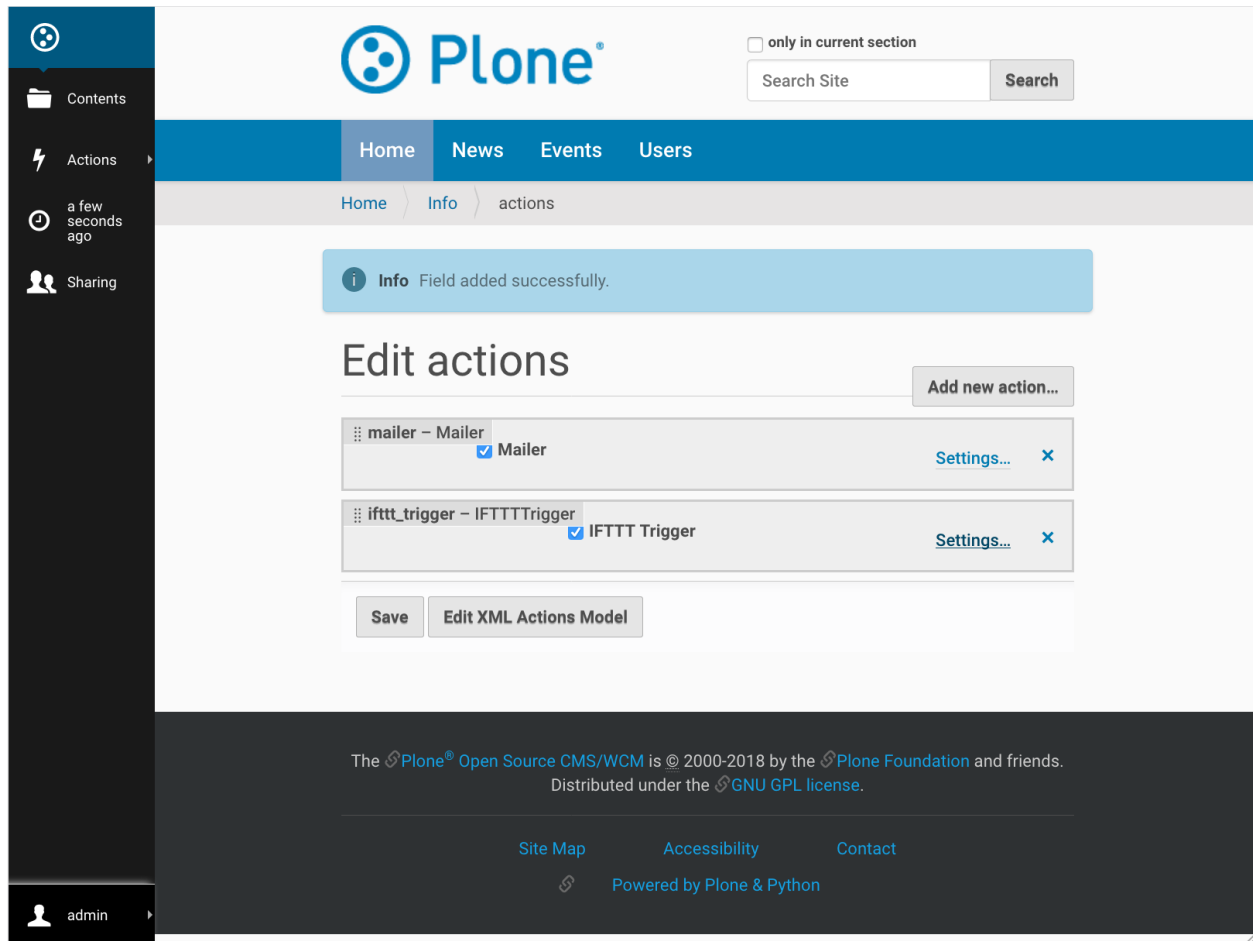 Contents
Actions
a few
seconds
ago
Sharing
admin
Plone®
only in current section
Search Site
Search
Home News Events Users
Home Info actions
i Info Field added successfully.
Edit actions
Add new action…
mailer – Mailer
Mailer
Settings… ×
ifttt_trigger – IFTTTTrigger
IFTTT Trigger
Settings… ×
Save Edit XML Actions Model
The Plone® Open Source CMS/WCM is © 2000-2018 by the Plone Foundation and friends.
Distributed under the GNU GPL license.
Site Map Accessibility Contact
Powered by Plone & Python